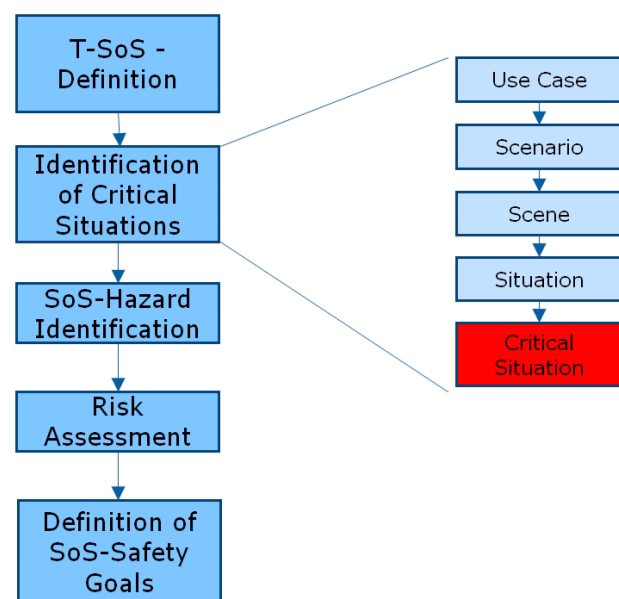 T-SoS -
Definition
Identification
of Critical
Situations
SoS-Hazard
Identification
Risk
Assessment
Definition of
SoS-Safety
Goals
Use Case
Scenario
Scene
Situation
Critical
Situation